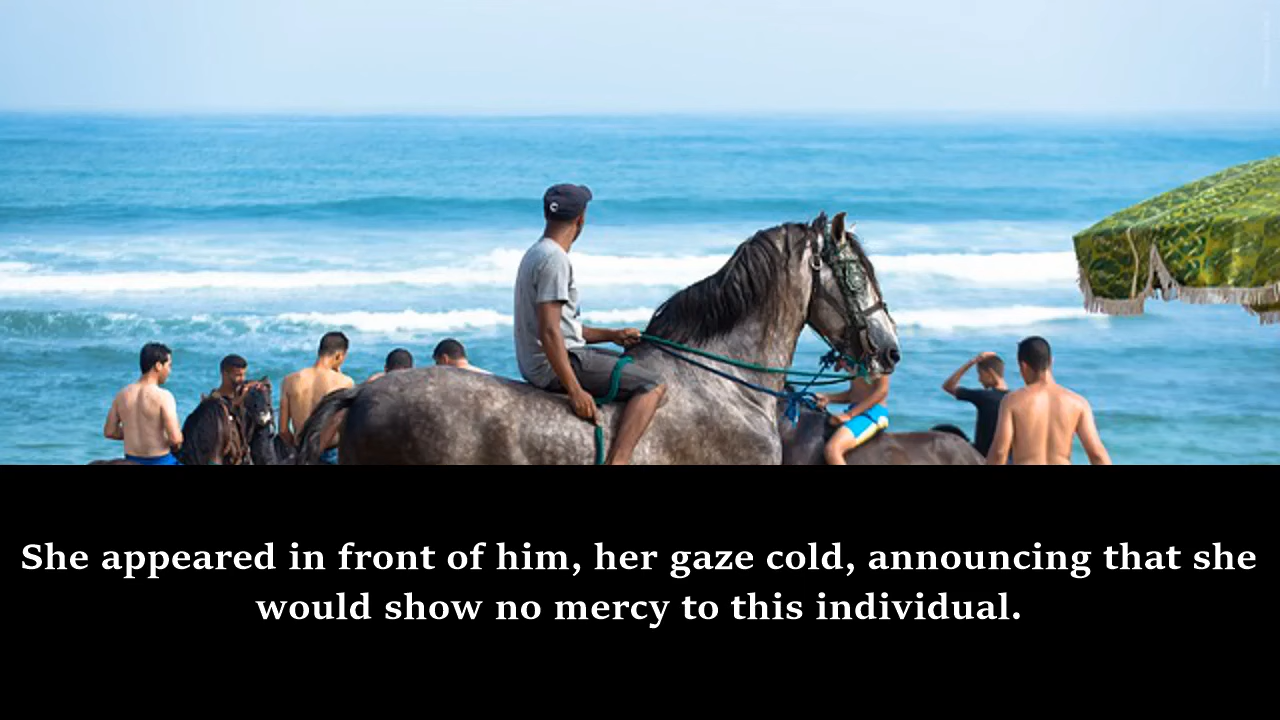 She appeared in front of him, her gaze cold, announcing that she
would show no mercy to this individual.